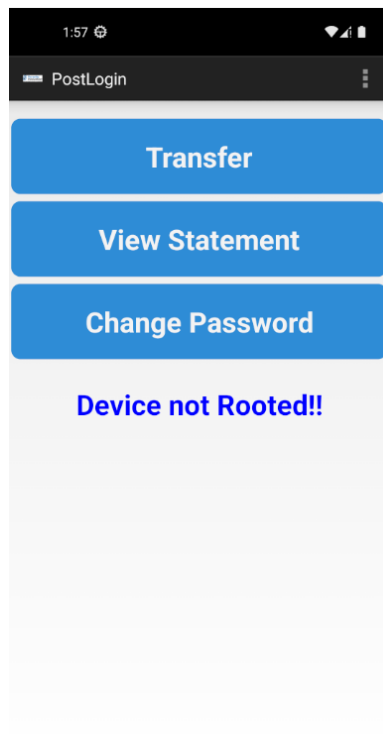 1:57
PostLogin
Transfer
View Statement
Change Password
Device not Rooted!!